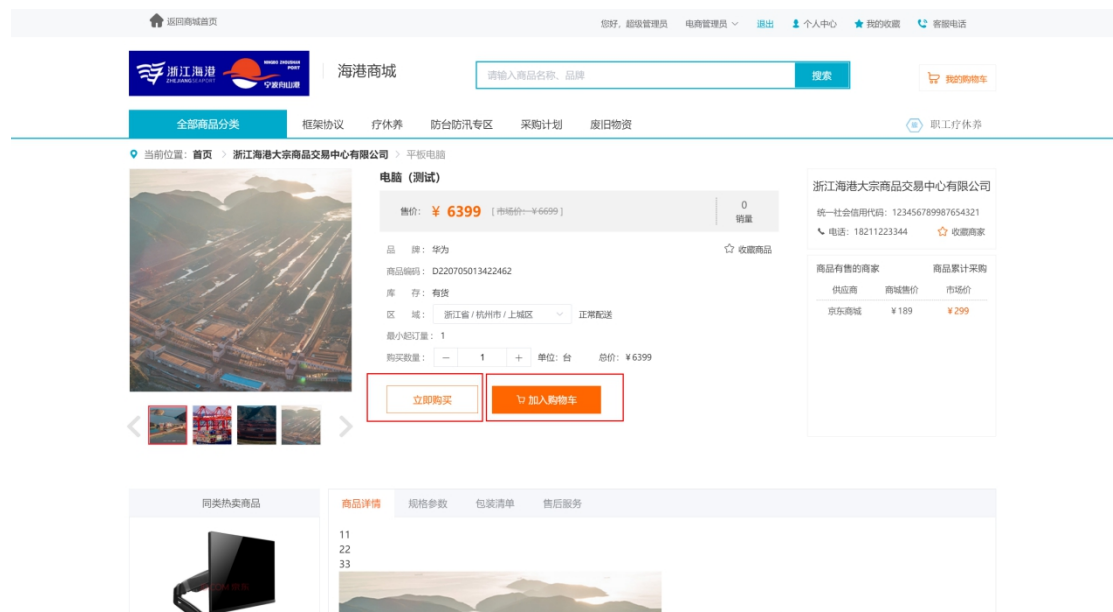 返回商城首页
您好，超级管理员 电商管理员 退出 个人中心 我的收藏 客服电话
浙江海港
ZHEJIANG SEAPORT
NINGBO ZHOUSHAN PORT
宁波舟山港
海港商城
请输入商品名称、品牌
搜索
我的购物车
全部商品分类 框架协议 疗休养 防台防汛专区 采购计划 废旧物资 职工疗休养
当前位置：首页 > 浙江海港大宗商品交易中心有限公司 > 平板电脑
电脑（测试）
售价： ¥ 6399 [市场价：¥6699]
0
销量
品 牌： 华为
收藏商品
商品编码： D220705013422462
库 存： 有货
区 域： 浙江省 / 杭州市 / 上城区 正常配送
最小起订量： 1
购买数量： － 1 ＋ 单位：台 总价：¥6399
立即购买 加入购物车
浙江海港大宗商品交易中心有限公司
统一社会信用代码：123456789987654321
电话：18211223344 收藏商家
商品有售的商家 商品累计采购
供应商 商城售价 市场价
京东商城 ¥189 ¥299
同类热卖商品
商品详情 规格参数 包装清单 售后服务
11
22
33